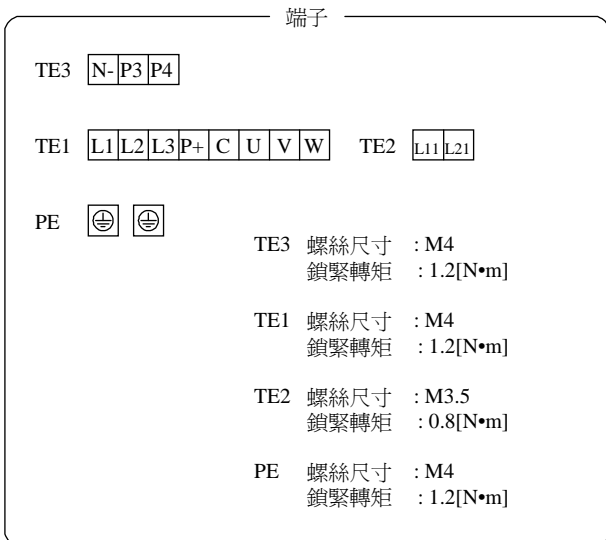 端子
TE3 N- P3 P4
TE1 L1 L2 L3 P+ C U V W TE2 L11 L21
PE
TE3 螺絲尺寸 : M4
鎖緊轉矩 : 1.2[N•m]
TE1 螺絲尺寸 : M4
鎖緊轉矩 : 1.2[N•m]
TE2 螺絲尺寸 : M3.5
鎖緊轉矩 : 0.8[N•m]
PE 螺絲尺寸 : M4
鎖緊轉矩 : 1.2[N•m]